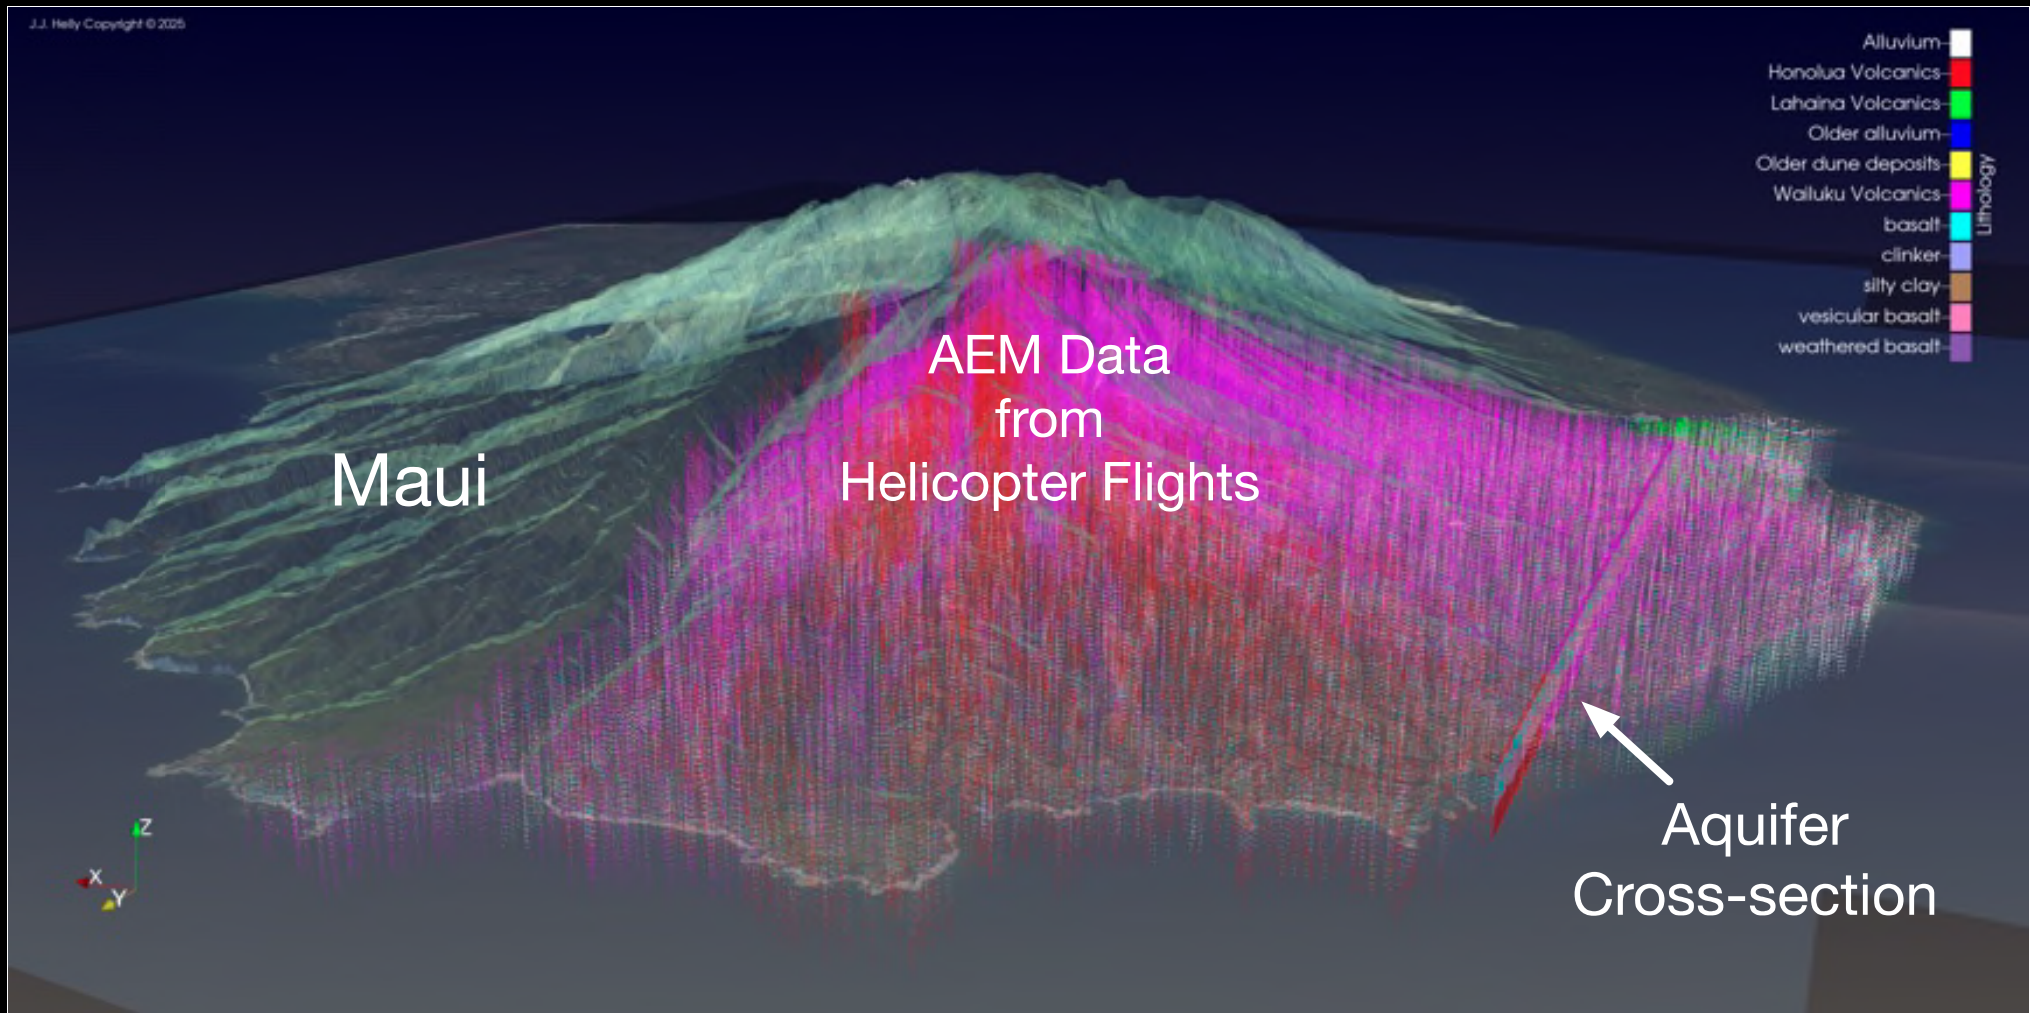 J.J. Helly Copyright © 2025
Alluvium
Honolua Volcanics
Lahaina Volcanics
Older alluvium
Older dune deposits
Wailuku Volcanics
basalt
clinker
silty clay
vesicular basalt
weathered basalt
Lithology
AEM Data
from
Helicopter Flights
Maui
Aquifer
Cross-section
Z
X
Y